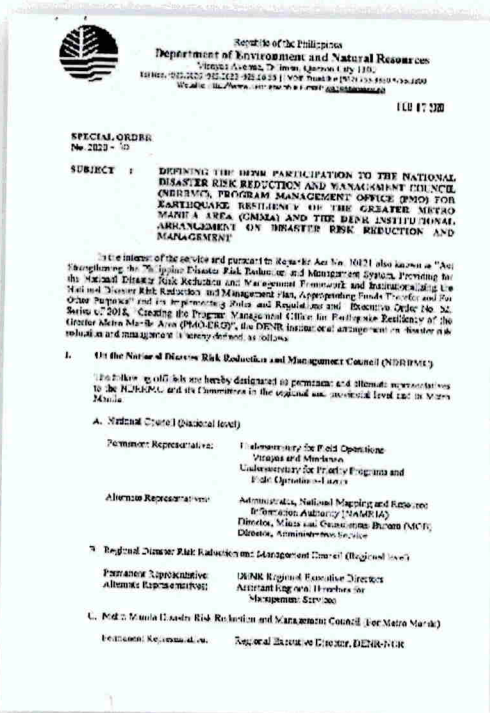 Republic of the Philippines
Department of Environment and Natural Resources
Visayas Avenue, Diliman, Quezon City
FEB 07 2020
SPECIAL ORDER
No. 2020 -
SUBJECT : DEFINING THE DENR PARTICIPATION TO THE NATIONAL
DISASTER RISK REDUCTION AND MANAGEMENT COUNCIL
(NDRRMC), PROGRAM MANAGEMENT OFFICE (PMO) FOR
EARTHQUAKE RESILIENCY OF THE GREATER METRO
MANILA AREA (GMMA) AND THE DENR INSTITUTIONAL
ARRANGEMENT ON DISASTER RISK REDUCTION AND
MANAGEMENT
In the interest of the service and pursuant to Republic Act No. 10121 also known as "Act
Strengthening the Philippine Disaster Risk Reduction and Management System, Providing for
the National Disaster Risk Reduction and Management Framework and Institutionalizing the
National Disaster Risk Reduction and Management Plan, Appropriating Funds Therefor and For
Other Purposes" and its Implementing Rules and Regulations and Executive Order No. 52,
Series of 2018, "Creating the Program Management Office for Earthquake Resiliency of the
Greater Metro Manila Area (PMO-ERG)", the DENR institutional arrangement on disaster risk
reduction and management is hereby defined, as follows:
I. On the National Disaster Risk Reduction and Management Council (NDRRMC)
The following officials are hereby designated as permanent and alternate representatives
to the NDRRMC and its Committees in the regional and provincial level and in Metro
Manila.
A. National Council (National level)
Permanent Representative: Undersecretary for Field Operations
Visayas and Mindanao
Undersecretary for Priority Programs and
Field Operations-Luzon
Alternate Representatives: Administrator, National Mapping and Resource
Information Authority (NAMRIA)
Director, Mines and Geosciences Bureau (MGB)
Director, Administrative Service
B. Regional Disaster Risk Reduction and Management Council (Regional level)
Permanent Representative: DENR Regional Executive Directors
Alternate Representatives: Assistant Regional Directors for
Management Services
C. Metro Manila Disaster Risk Reduction and Management Council (For Metro Manila)
Permanent Representative: Regional Executive Director, DENR-NCR